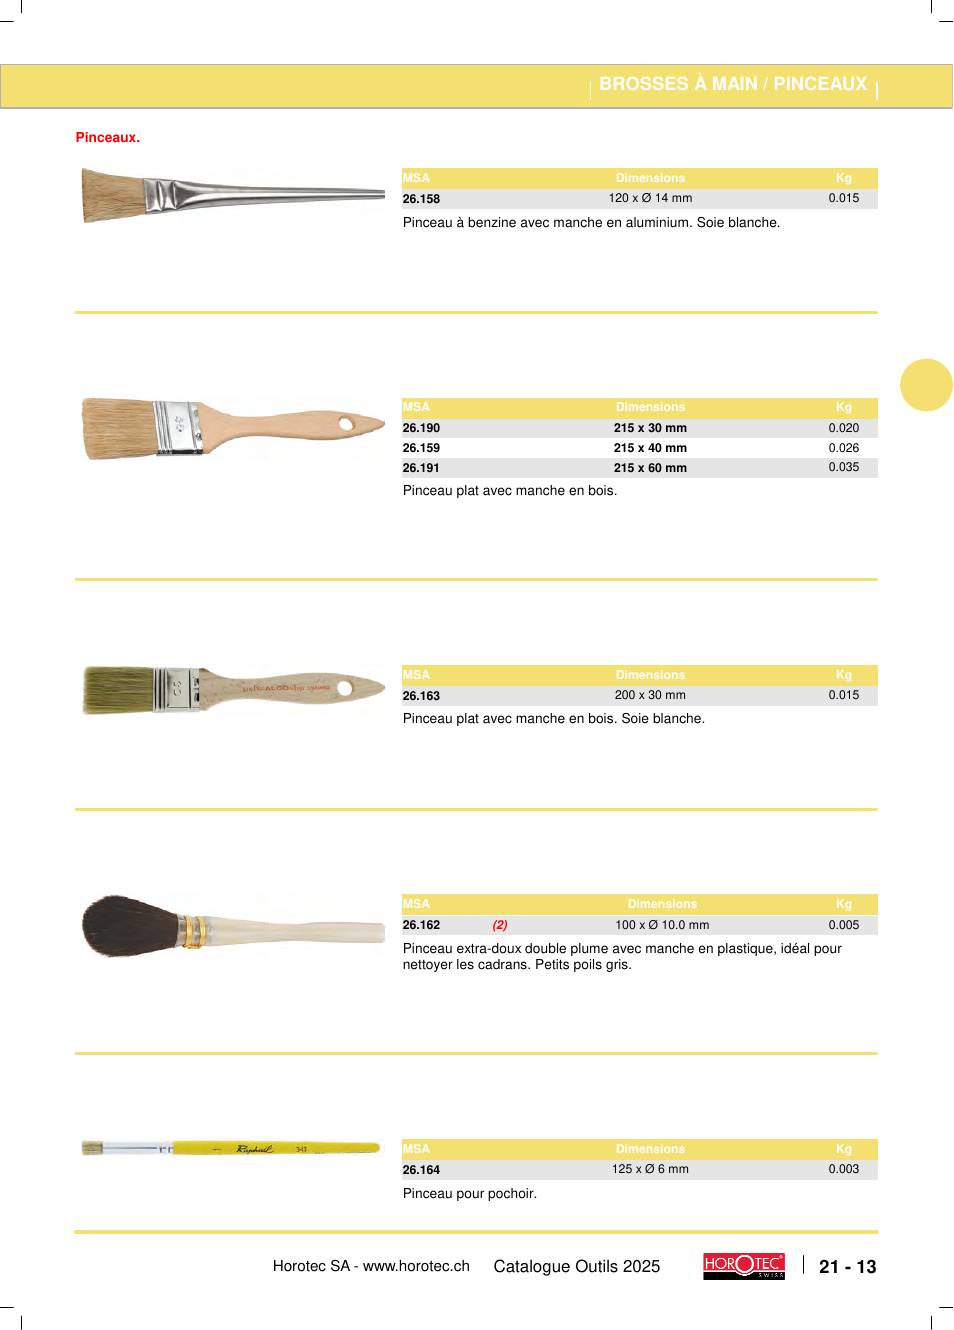 BROSSES À MAIN / PINCEAUX
Pinceaux.
MSA Dimensions Kg
26.158 120 x Ø 14 mm 0.015
Pinceau à benzine avec manche en aluminium. Soie blanche.
MSA Dimensions Kg
26.190 215 x 30 mm 0.020
26.159 215 x 40 mm 0.026
26.191 215 x 60 mm 0.035
Pinceau plat avec manche en bois.
MSA Dimensions Kg
26.163 200 x 30 mm 0.015
Pinceau plat avec manche en bois. Soie blanche.
MSA Dimensions Kg
26.162 (2) 100 x Ø 10.0 mm 0.005
Pinceau extra-doux double plume avec manche en plastique, idéal pour
nettoyer les cadrans. Petits poils gris.
Raphaël 343
MSA Dimensions Kg
26.164 125 x Ø 6 mm 0.003
Pinceau pour pochoir.
Horotec SA - www.horotec.ch Catalogue Outils 2025 HOROTEC® SWISS 21 - 13